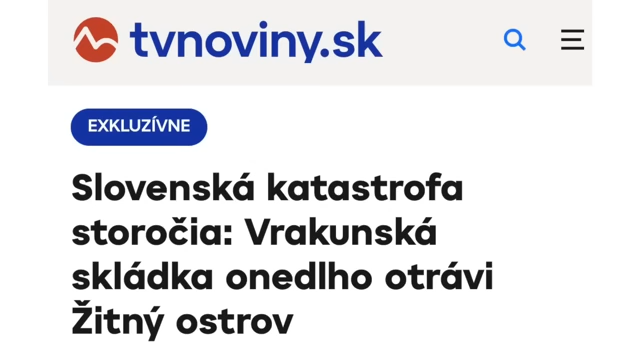 tvnoviny.sk
EXKLUZÍVNE
Slovenská katastrofa
storočia: Vrakunská
skládka onedlho otrávi
Žitný ostrov